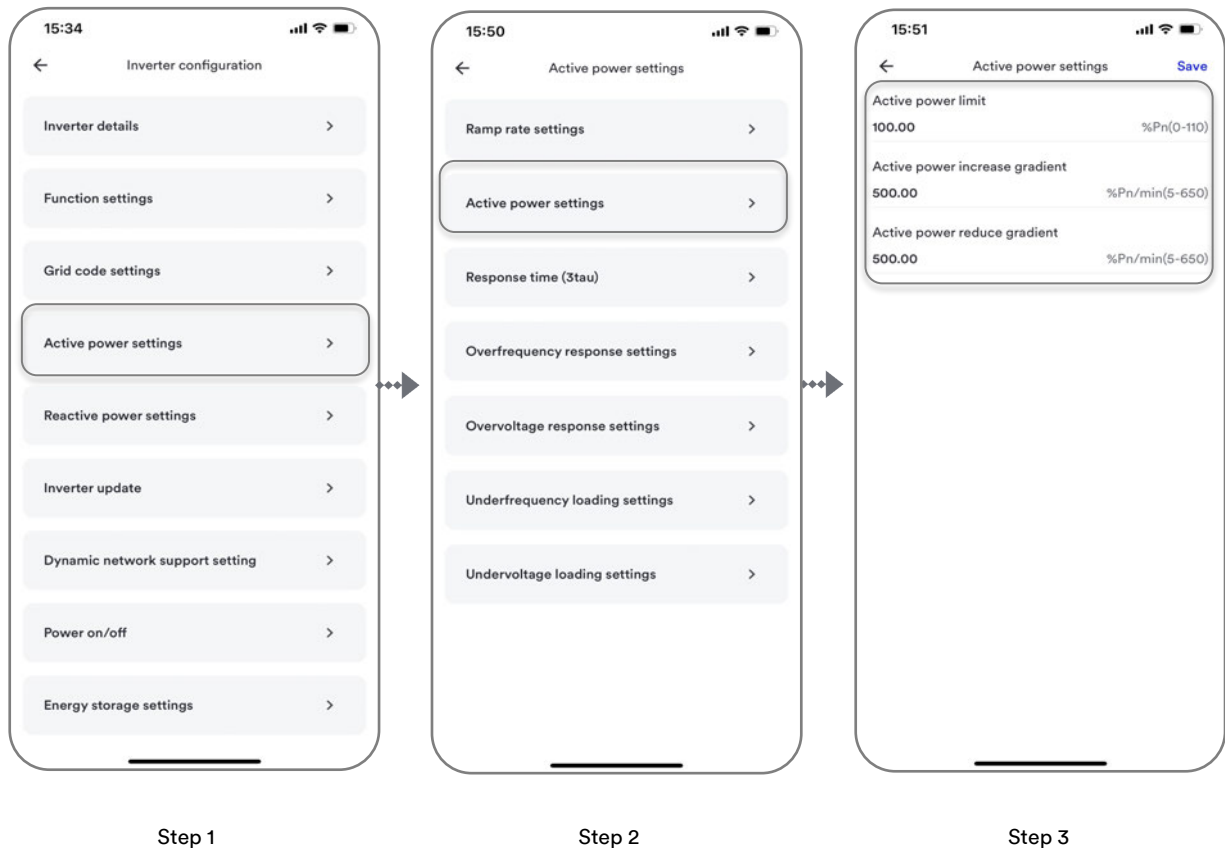 15:34
Inverter configuration
Inverter details
Function settings
Grid code settings
Active power settings
Reactive power settings
Inverter update
Dynamic network support setting
Power on/off
Energy storage settings
Step 1
15:50
Active power settings
Ramp rate settings
Active power settings
Response time (3tau)
Overfrequency response settings
Overvoltage response settings
Underfrequency loading settings
Undervoltage loading settings
Step 2
15:51
Active power settings Save
Active power limit
100.00 %Pn(0-110)
Active power increase gradient
500.00 %Pn/min(5-650)
Active power reduce gradient
500.00 %Pn/min(5-650)
Step 3